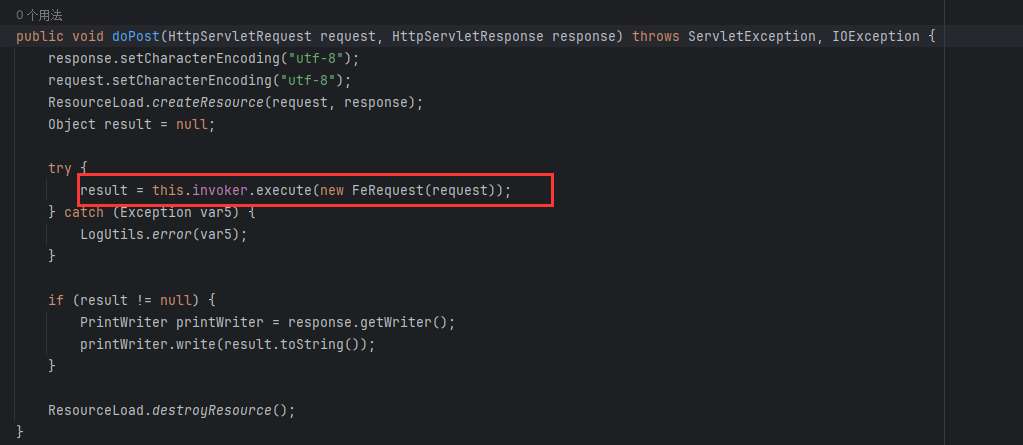 0 个用法
public void doPost(HttpServletRequest request, HttpServletResponse response) throws ServletException, IOException {
    response.setCharacterEncoding("utf-8");
    request.setCharacterEncoding("utf-8");
    ResourceLoad.createResource(request, response);
    Object result = null;

    try {
        result = this.invoker.execute(new FeRequest(request));
    } catch (Exception var5) {
        LogUtils.error(var5);
    }

    if (result != null) {
        PrintWriter printWriter = response.getWriter();
        printWriter.write(result.toString());
    }

    ResourceLoad.destroyResource();
}